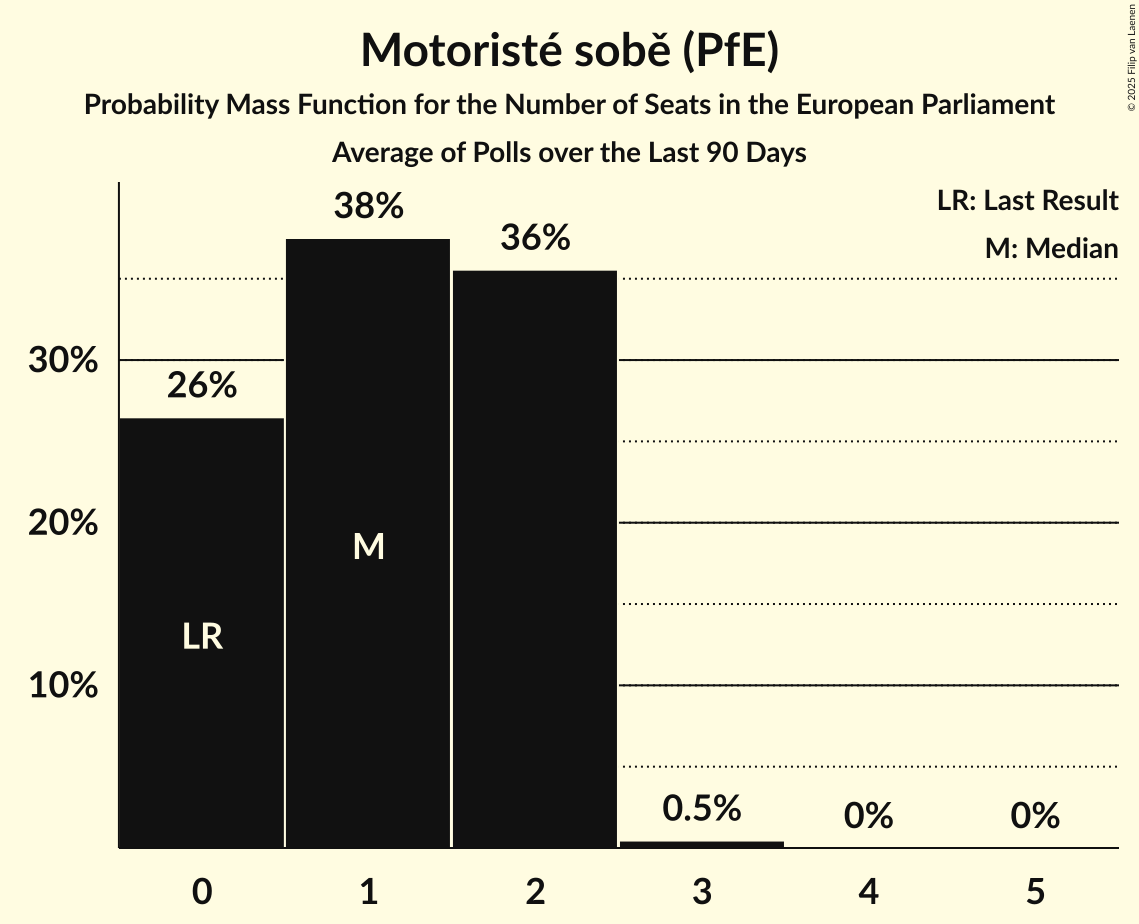 Motoristé sobě (PfE)
Probability Mass Function for the Number of Seats in the European Parliament
Average of Polls over the Last 90 Days
© 2025 Filip van Laenen
LR: Last Result
M: Median
38%
36%
30%
26%
20%
M
LR
10%
0.5%
0%
0%
0 1 2 3 4 5